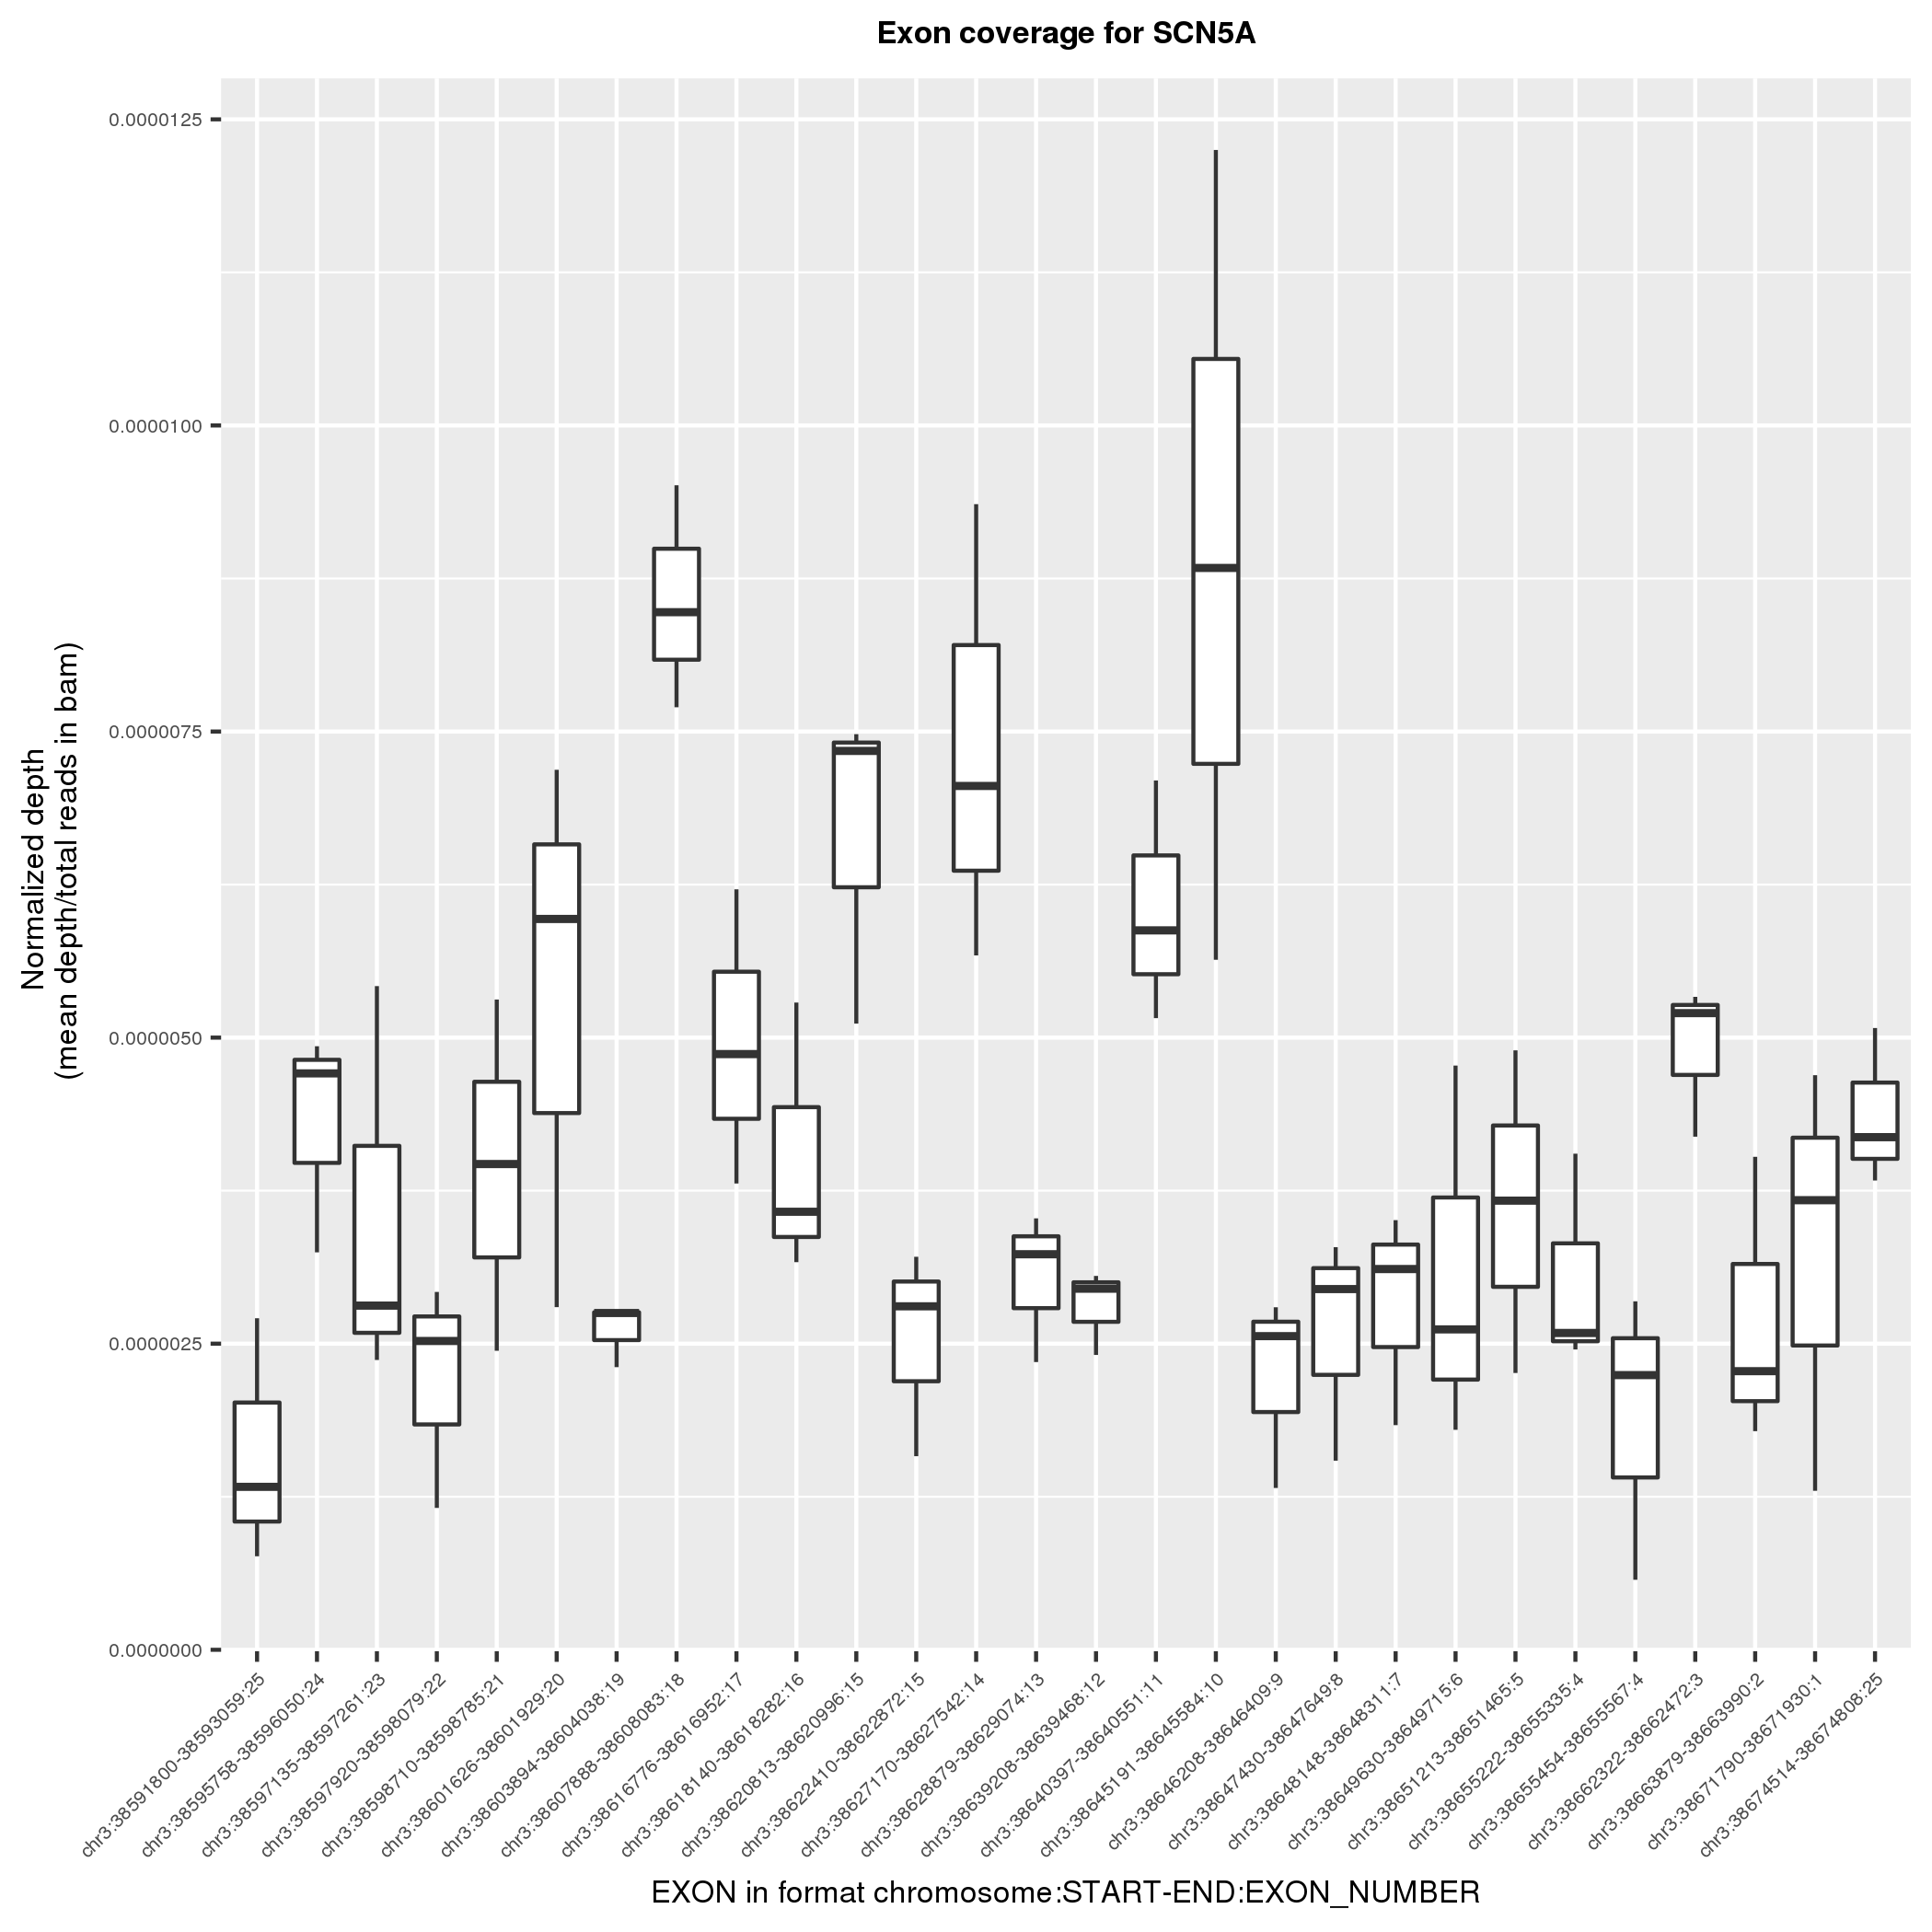 Exon coverage for SCN5A
0.0000125
0.0000100
0.0000075
0.0000050
0.0000025
0.0000000
Normalized depth
(mean depth/total reads in bam)
chr3:38591800-38593059:25
chr3:38595758-38596050:24
chr3:38597135-38597261:23
chr3:38597920-38598079:22
chr3:38598710-38598785:21
chr3:38601626-38601929:20
chr3:38603894-38604038:19
chr3:38607888-38608083:18
chr3:38616776-38616952:17
chr3:38618140-38618282:16
chr3:38620813-38620996:15
chr3:38622410-38622872:15
chr3:38627170-38627542:14
chr3:38628879-38629074:13
chr3:38639208-38639468:12
chr3:38640397-38640551:11
chr3:38645191-38645584:10
chr3:38646208-38646409:9
chr3:38647430-38647649:8
chr3:38648148-38648311:7
chr3:38649630-38649715:6
chr3:38651213-38651465:5
chr3:38655222-38655335:4
chr3:38655454-38655567:4
chr3:38662322-38662472:3
chr3:38663879-38663990:2
chr3:38671790-38671930:1
chr3:38674514-38674808:25
EXON in format chromosome:START-END:EXON_NUMBER